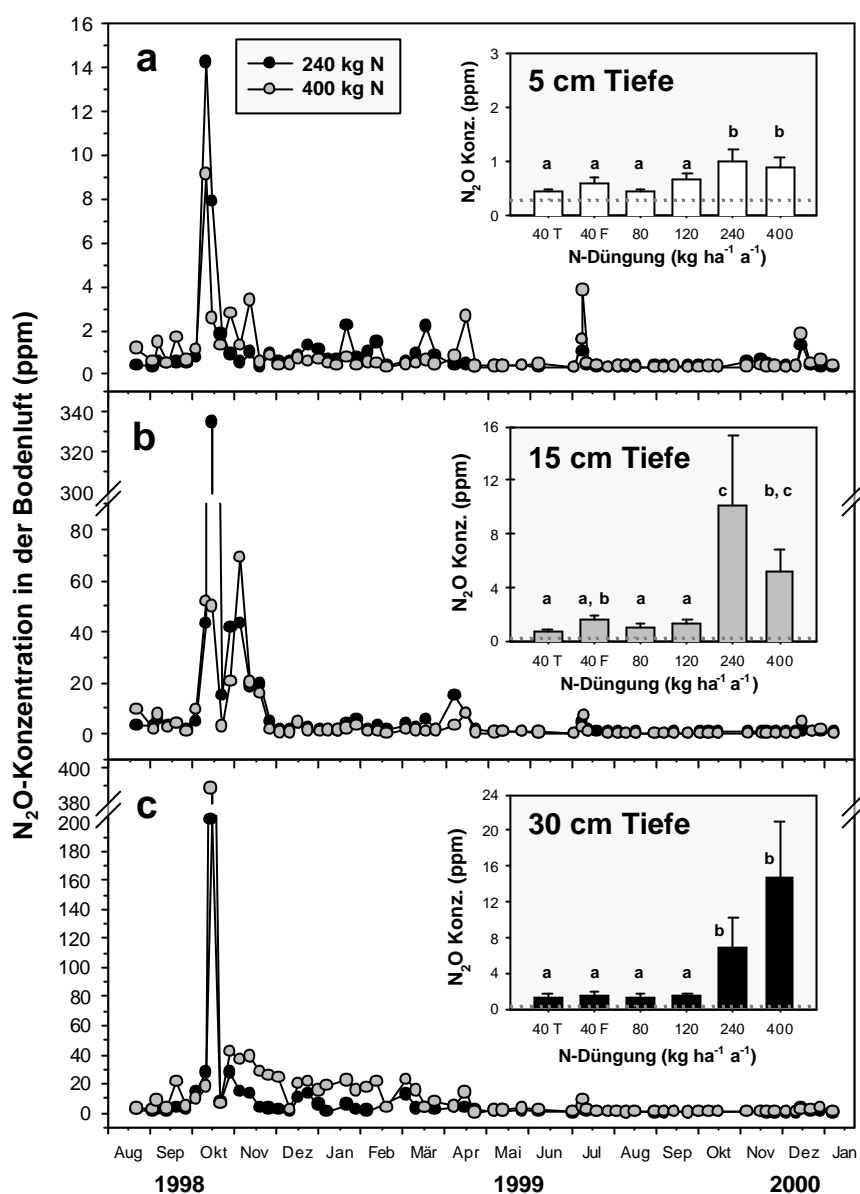 N₂O-Konzentration in der Bodenluft (ppm)
16
14
12
10
8
6
4
2
0
a
240 kg N
400 kg N
5 cm Tiefe
N₂O Konz. (ppm)
3
2
1
0
a a a a b b
40 T 40 F 80 120 240 400
N-Düngung (kg ha⁻¹ a⁻¹)
340
320
300
80
60
40
20
0
b
15 cm Tiefe
N₂O Konz. (ppm)
16
12
8
4
0
a a, b a a c b, c
40 T 40 F 80 120 240 400
N-Düngung (kg ha⁻¹ a⁻¹)
400
380
200
180
160
140
120
100
80
60
40
20
0
c
30 cm Tiefe
N₂O Konz. (ppm)
24
20
16
12
8
4
0
a a a a b b
40 T 40 F 80 120 240 400
N-Düngung (kg ha⁻¹ a⁻¹)
Aug Sep Okt Nov Dez Jan Feb Mär Apr Mai Jun Jul Aug Sep Okt Nov Dez Jan
1998 1999 2000